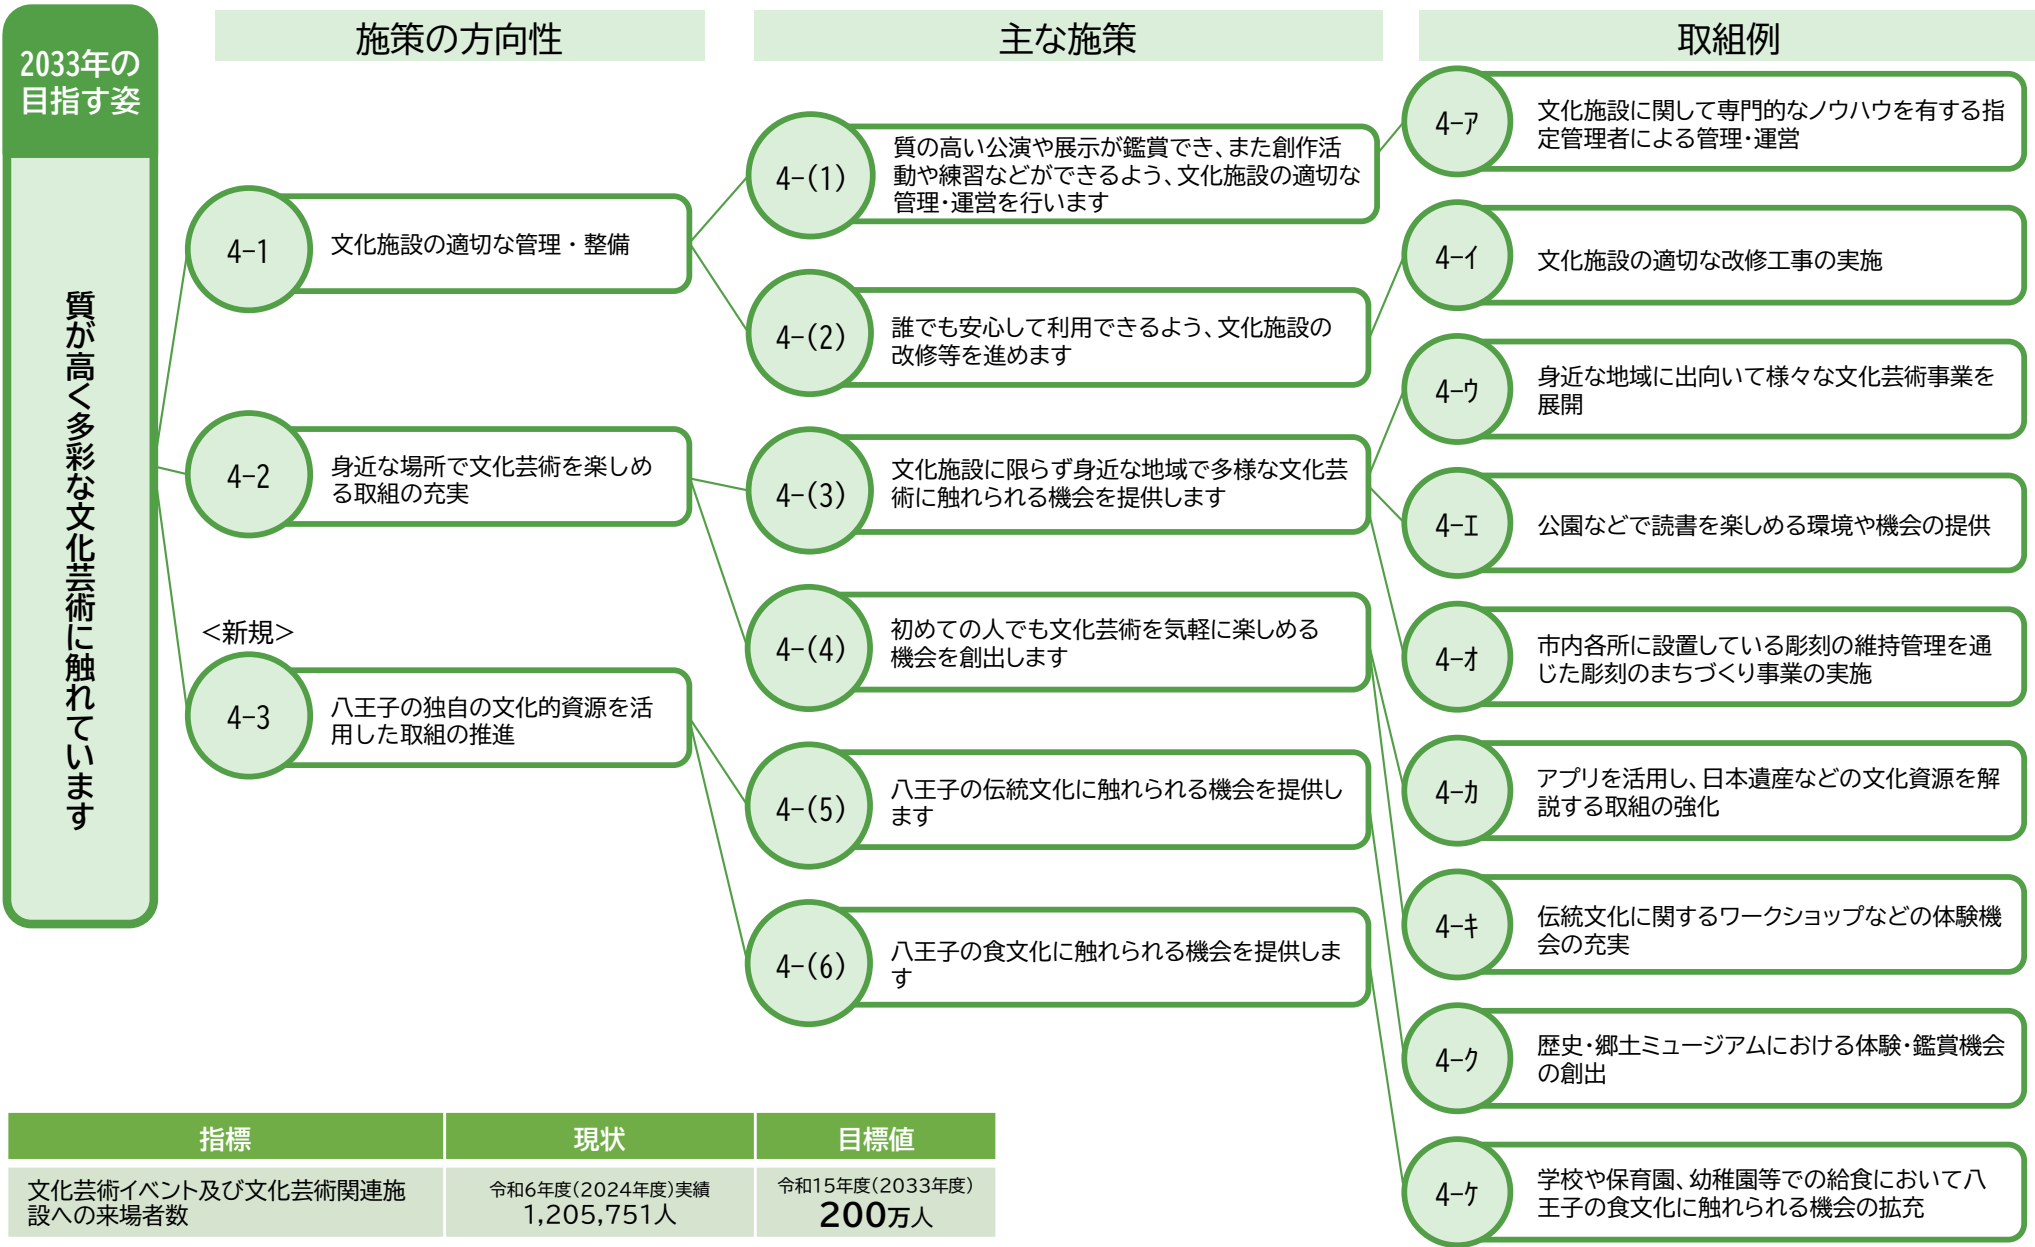 2033年の
目指す姿
質が高く多彩な文化芸術に触れています
施策の方向性
4-1
文化施設の適切な管理・整備
4-2
身近な場所で文化芸術を楽しめ
る取組の充実
<新規>
4-3
八王子の独自の文化的資源を活
用した取組の推進
主な施策
4-(1)
質の高い公演や展示が鑑賞でき、また創作活
動や練習などができるよう、文化施設の適切な
管理・運営を行います
4-(2)
誰でも安心して利用できるよう、文化施設の
改修等を進めます
4-(3)
文化施設に限らず身近な地域で多様な文化芸
術に触れられる機会を提供します
4-(4)
初めての人でも文化芸術を気軽に楽しめる
機会を創出します
4-(5)
八王子の伝統文化に触れられる機会を提供し
ます
4-(6)
八王子の食文化に触れられる機会を提供しま
す
取組例
4-ｱ
文化施設に関して専門的なノウハウを有する指
定管理者による管理・運営
4-ｲ
文化施設の適切な改修工事の実施
4-ｳ
身近な地域に出向いて様々な文化芸術事業を
展開
4-ｴ
公園などで読書を楽しめる環境や機会の提供
4-ｵ
市内各所に設置している彫刻の維持管理を通
じた彫刻のまちづくり事業の実施
4-ｶ
アプリを活用し、日本遺産などの文化資源を解
説する取組の強化
4-ｷ
伝統文化に関するワークショップなどの体験機
会の充実
4-ｸ
歴史・郷土ミュージアムにおける体験・鑑賞機会
の創出
4-ｹ
学校や保育園、幼稚園等での給食において八
王子の食文化に触れられる機会の拡充
指標
現状
目標値
文化芸術イベント及び文化芸術関連施
設への来場者数
令和6年度(2024年度)実績
1,205,751人
令和15年度(2033年度)
200万人